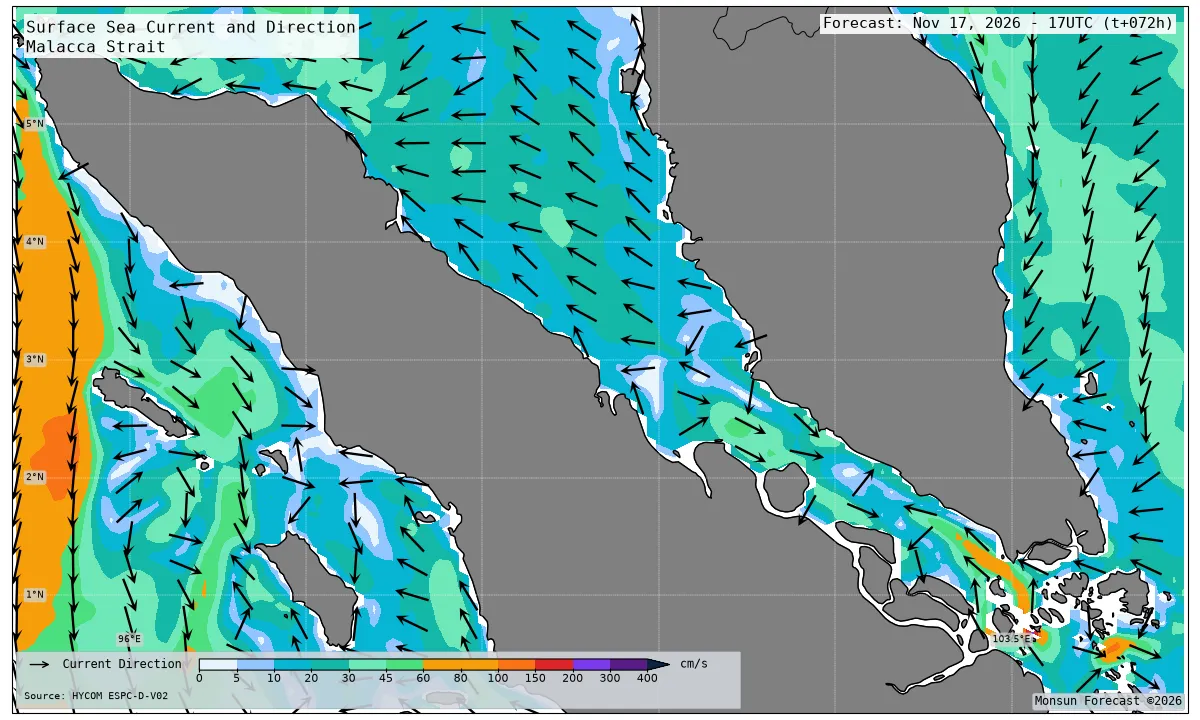 Surface Sea Current and Direction
Malacca Strait
Forecast: Nov 17, 2026 - 17UTC (t+072h)
5°N
4°N
3°N
2°N
1°N
96°E
103.5°E
Current Direction
0 5 10 20 30 45 60 80 100 150 200 300 400
cm/s
Source: HYCOM ESPC-D-V02
Monsun Forecast ©2026